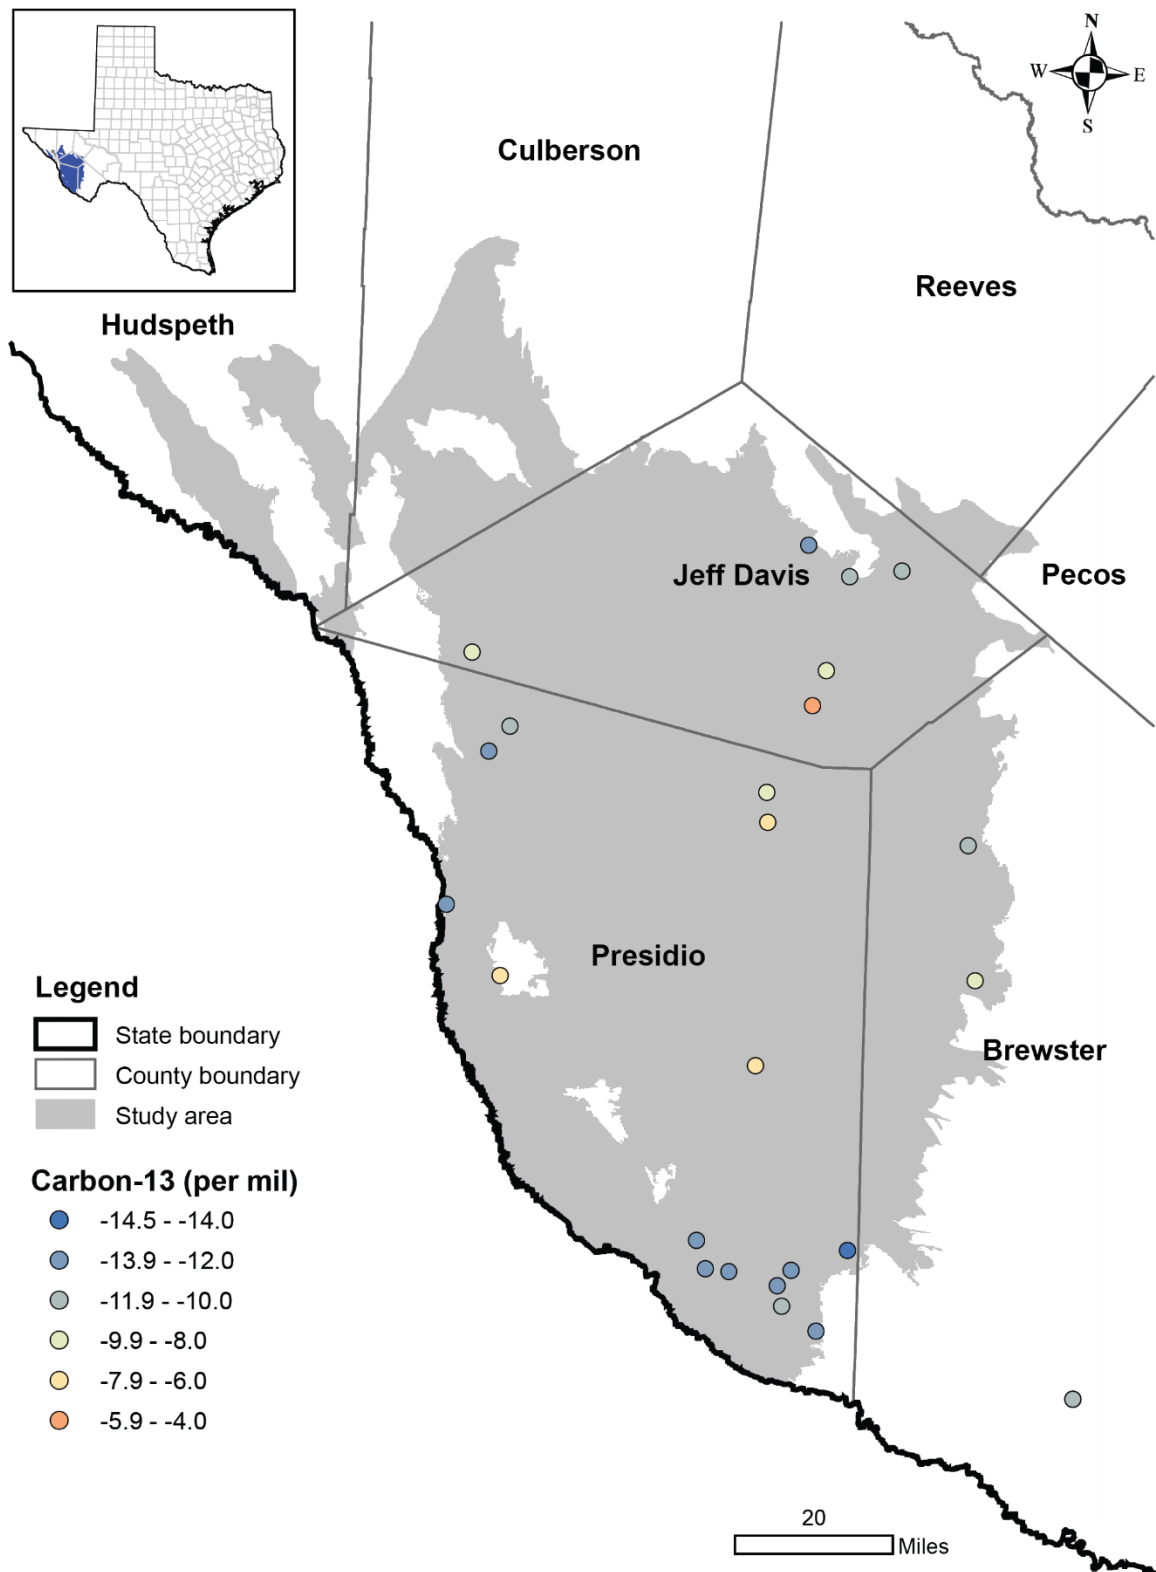 N
W E
S
Culberson
Reeves
Hudspeth
Jeff Davis
Pecos
Presidio
Brewster
Legend
State boundary
County boundary
Study area
Carbon-13 (per mil)
-14.5 - -14.0
-13.9 - -12.0
-11.9 - -10.0
-9.9 - -8.0
-7.9 - -6.0
-5.9 - -4.0
20
Miles